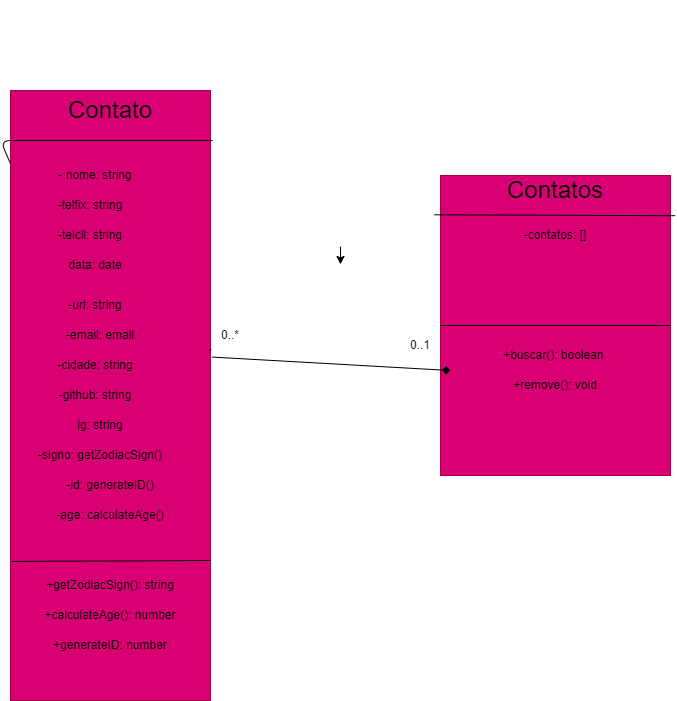 Contato
- nome: string
-telfix: string
-telcll: string
data: date
-url: string
-email: email
-cidade: string
-github: string
ig: string
-signo: getZodiacSign()
-id: generateID()
-age: calculateAge()
+getZodiacSign(): string
+calculateAge(): number
+generateID: number
0..*
0..1
Contatos
-contatos: []
+buscar(): boolean
+remove(): void